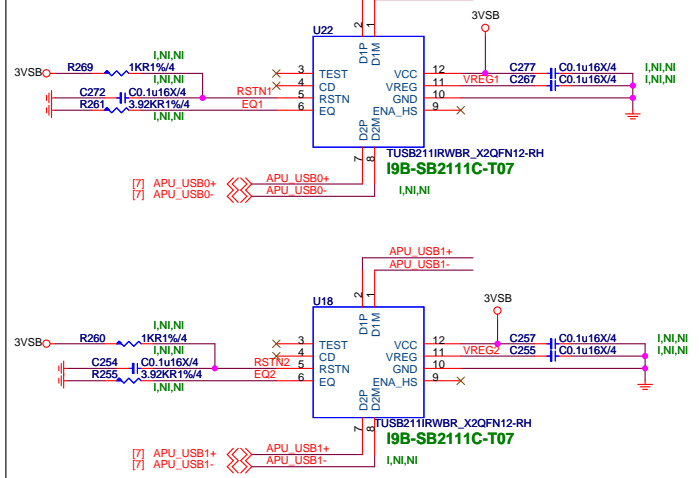 3VSB
U22
I,NI,NI
R269 1KR1%/4
3VSB
I,NI,NI
C272 C0.1u16X/4
R261 3.92KR1%/4
I,NI,NI
RSTN1
EQ1
2 1
D1P D1M
3 TEST
4 CD
5 RSTN
6 EQ
VCC 12
VREG 11
GND 10
ENA_HS 9
D2P D2M
7 8
VREG1
C277 C0.1u16X/4
C267 C0.1u16X/4
I,NI,NI
I,NI,NI
TUSB211IRWBR_X2QFN12-RH
I9B-SB2111C-T07
I,NI,NI
[7] APU_USB0+ APU_USB0+
[7] APU_USB0- APU_USB0-
APU_USB1+
APU_USB1-
3VSB
U18
I,NI,NI
R260 1KR1%/4
3VSB
I,NI,NI
C254 C0.1u16X/4
R255 3.92KR1%/4
I,NI,NI
RSTN2
EQ2
2 1
D1P D1M
3 TEST
4 CD
5 RSTN
6 EQ
VCC 12
VREG 11
GND 10
ENA_HS 9
D2P D2M
7 8
VREG2
C257 C0.1u16X/4
C255 C0.1u16X/4
I,NI,NI
I,NI,NI
TUSB211IRWBR_X2QFN12-RH
I9B-SB2111C-T07
I,NI,NI
[7] APU_USB1+ APU_USB1+
[7] APU_USB1- APU_USB1-